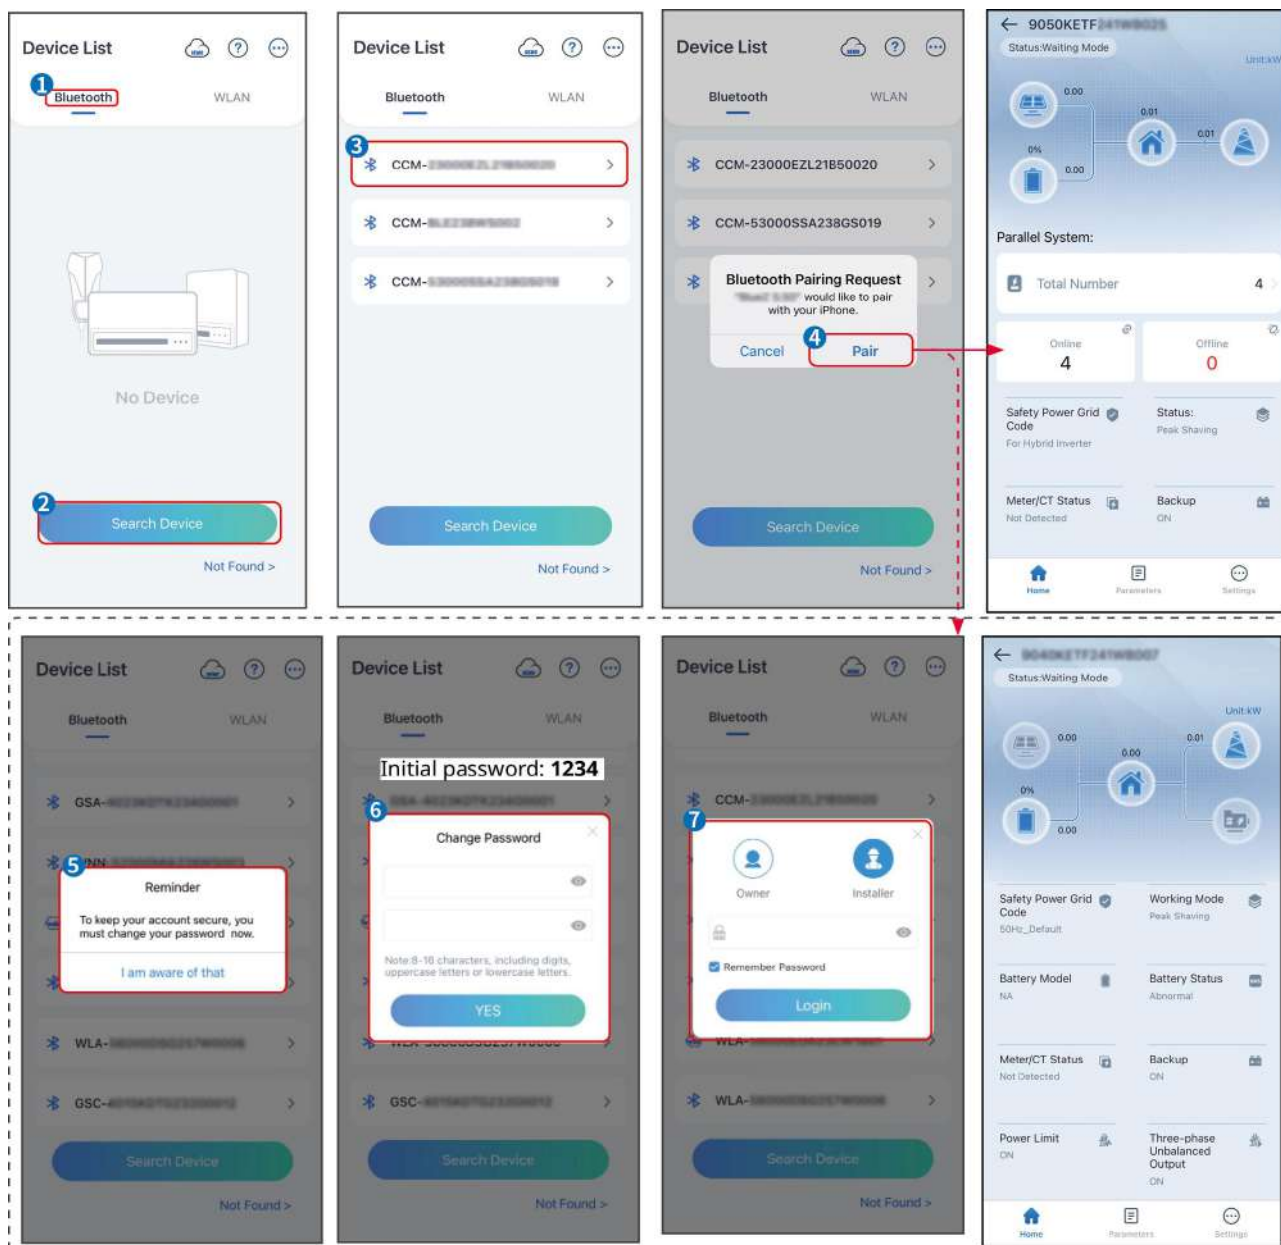 Device List
1
Bluetooth
WLAN
No Device
2
Search Device
Not Found >
Device List
Bluetooth
WLAN
3
CCM-
CCM-
CCM-
Search Device
Not Found >
Device List
Bluetooth
WLAN
CCM-23000EZL21B50020
CCM-53000SSA238GS019
Bluetooth Pairing Request
would like to pair
with your iPhone.
4
Cancel
Pair
Search Device
Not Found >
9050KETF
Status:Waiting Mode
Unit:kW
0.00
0.01
0.01
0%
0.00
Parallel System:
Total Number
4
Online
4
Offline
0
Safety Power Grid
Code
For Hybrid Inverter
Status:
Peak Shaving
Meter/CT Status
Not Detected
Backup
ON
Home
Parameters
Settings
Device List
Bluetooth
WLAN
GSA-
5
Reminder
To keep your account secure, you
must change your password now.
I am aware of that
WLA-
GSC-
Search Device
Not Found >
Device List
Bluetooth
WLAN
Initial password: 1234
6
Change Password
Note:8-16 characters, including digits,
uppercase letters or lowercase letters.
YES
GSC-
Search Device
Not Found >
Device List
Bluetooth
WLAN
CCM-
7
Owner
Installer
Remember Password
Login
WLA-
WLA-
Search Device
Not Found >
Status:Waiting Mode
Unit:kW
0.00
0.00
0.01
0%
0.00
Safety Power Grid
Code
50Hz_Default
Working Mode
Peak Shaving
Battery Model
NA
Battery Status
Abnormal
Meter/CT Status
Not Detected
Backup
ON
Power Limit
ON
Three-phase
Unbalanced
Output
ON
Home
Parameters
Settings